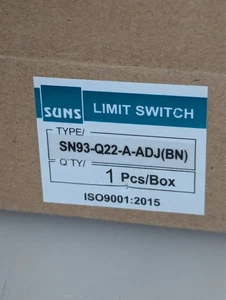 SUNS LIMIT SWITCH
TYPE/
SN93-Q22-A-ADJ(BN)
Q'TY/
1 Pcs/Box
ISO9001:2015